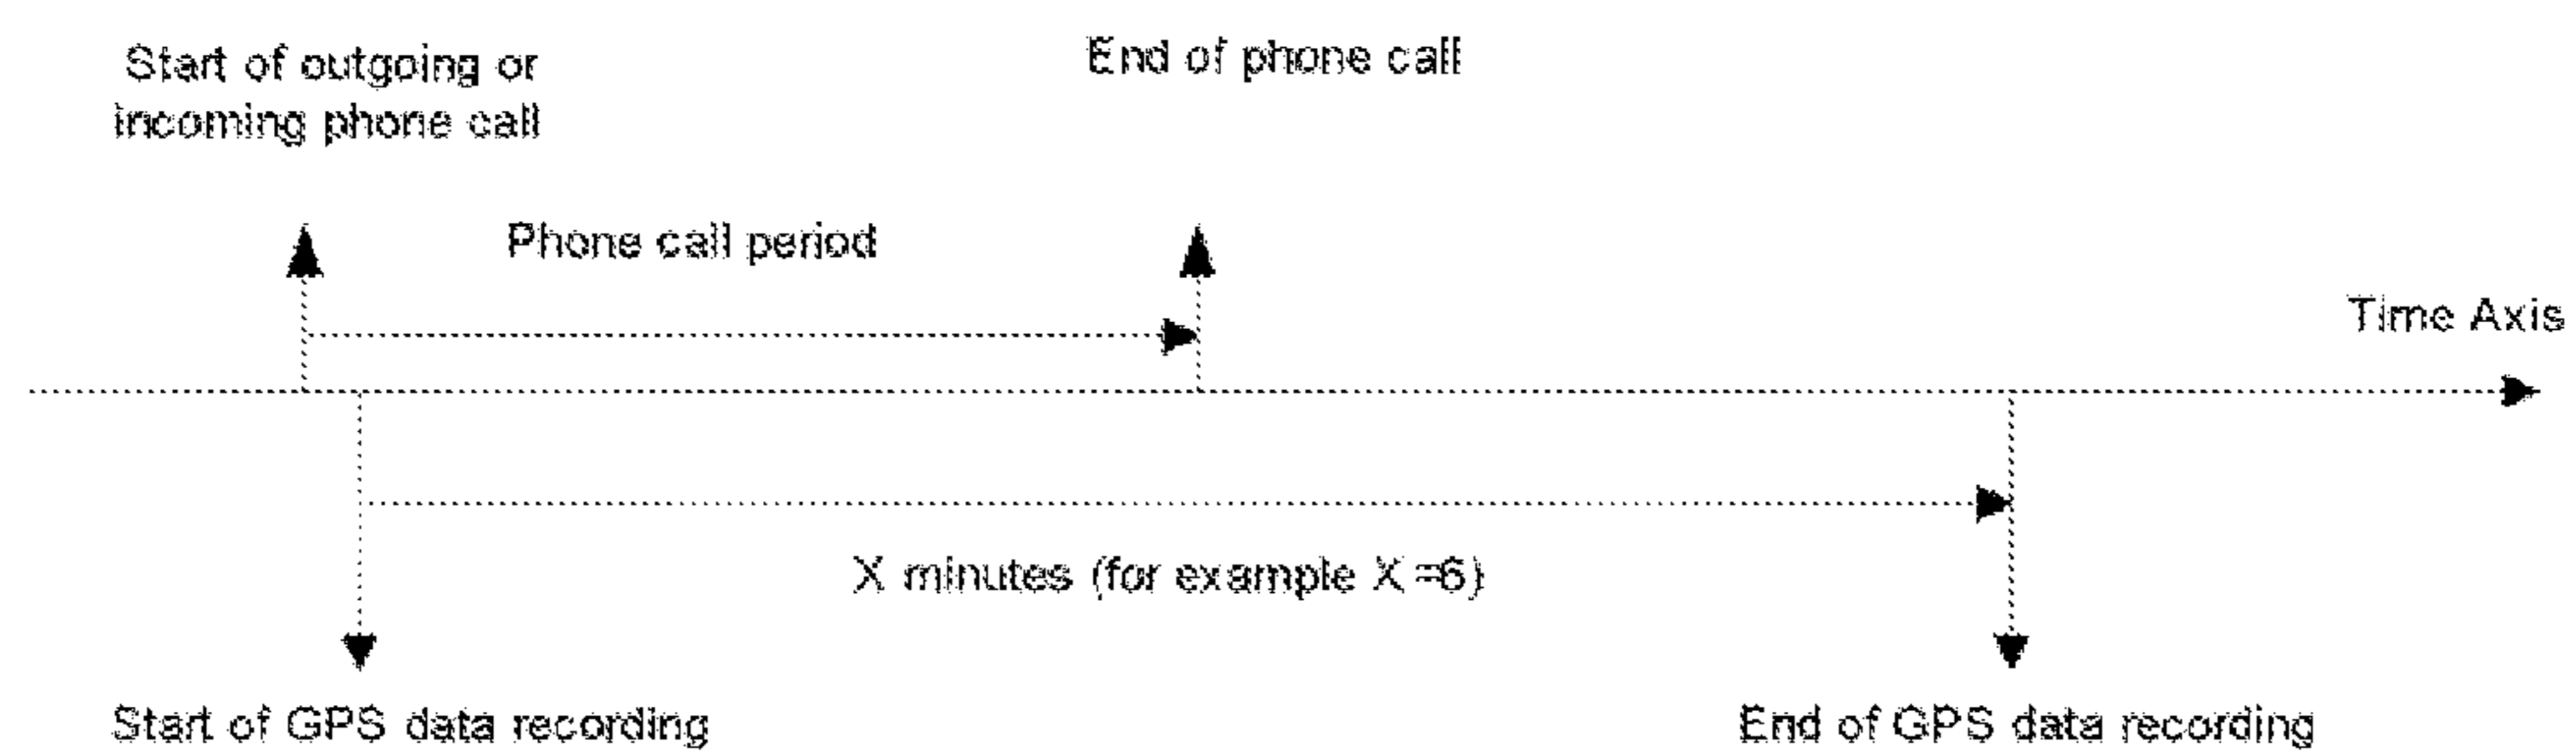 Start of outgoing or
incoming phone call
End of phone call
Phone call period
Time Axis
X minutes (for example X=6)
Start of GPS data recording
End of GPS data recording